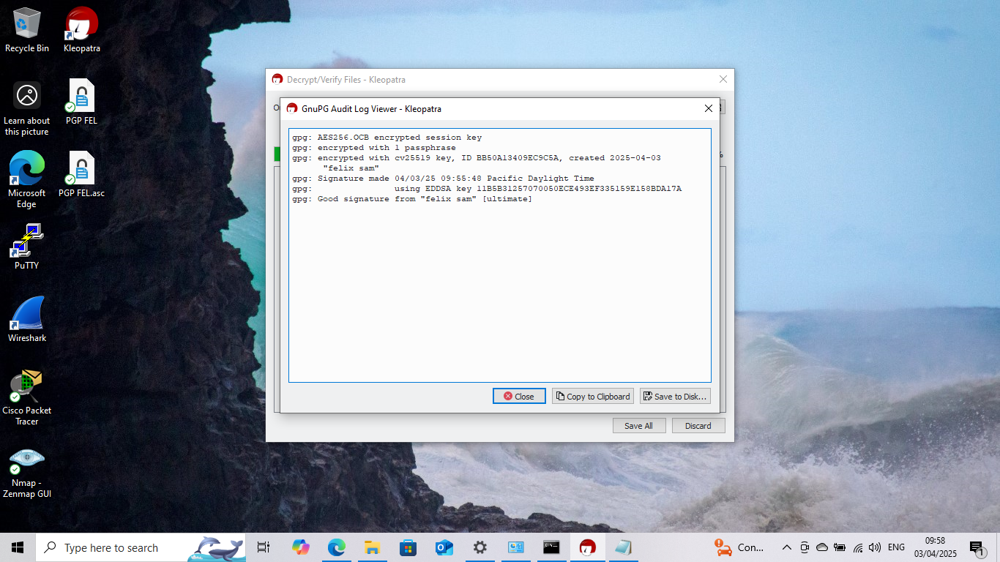 Recycle Bin
Kleopatra
Learn about
this picture
PGP FEL
Microsoft
Edge
PGP FEL.asc
PuTTY
Wireshark
Cisco Packet
Tracer
Nmap -
Zenmap GUI
Decrypt/Verify Files - Kleopatra
GnuPG Audit Log Viewer - Kleopatra
gpg: AES256.OCB encrypted session key
gpg: encrypted with 1 passphrase
gpg: encrypted with cv25519 key, ID BB50A13409EC9C5A, created 2025-04-03
"felix sam"
gpg: Signature made 04/03/25 09:55:48 Pacific Daylight Time
gpg: using EDDSA key 11B5B31257070050ECE493EF335159E158BDA17A
gpg: Good signature from "felix sam" [ultimate]
Close
Copy to Clipboard
Save to Disk...
Save All
Discard
Type here to search
Con...
ENG
09:58
03/04/2025
1